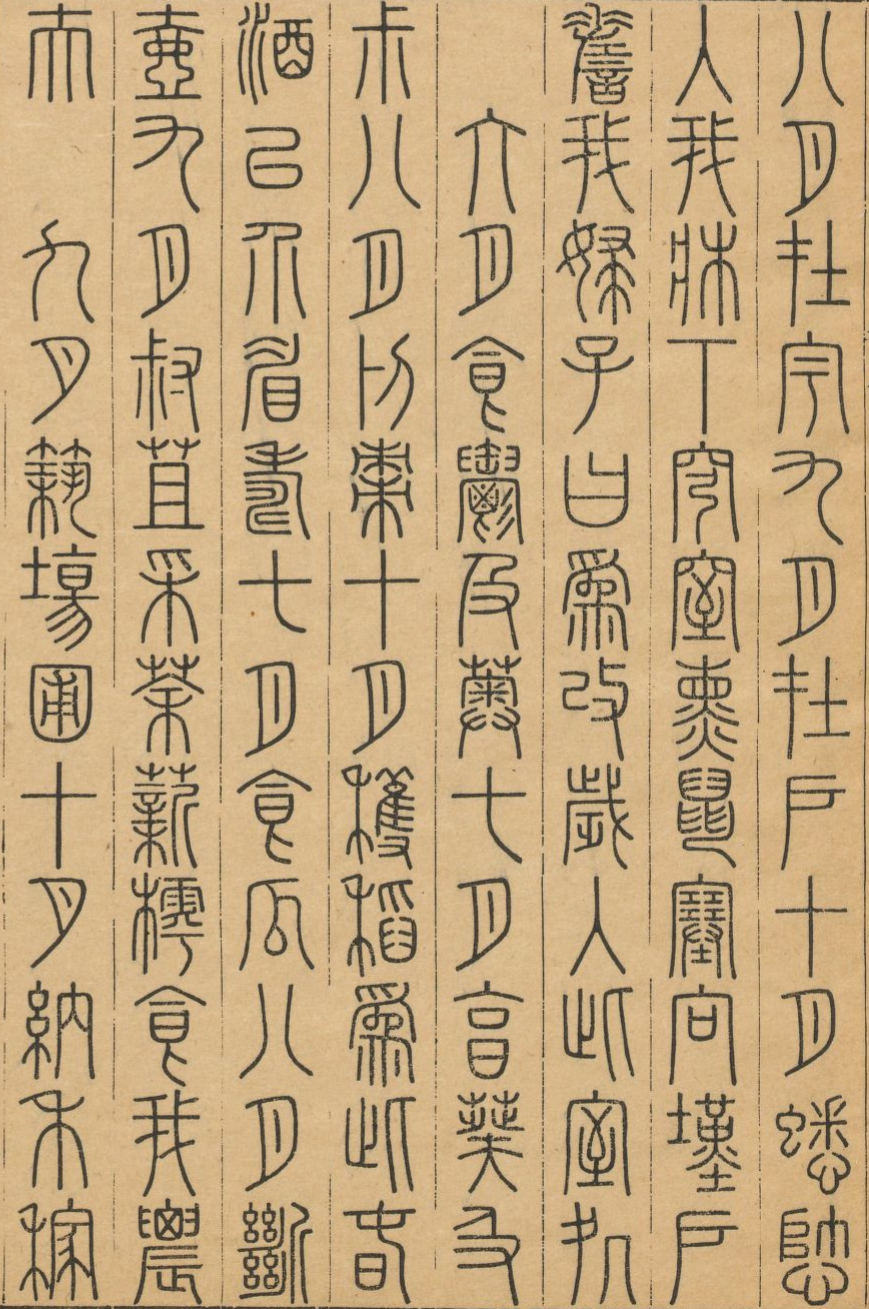 八月在宇九月在戶十月蟋蟀
入我牀下穹窒熏鼠塞向墐戶
嗟我婦子曰爲改歲入此室処
六月食鬱及薁七月亯葵及
尗八月剝棗十月穫稻爲此春
酒以介眉壽七月食瓜八月斷
壺九月叔苴采荼薪樗食我農
夫　九月築場圃十月納禾稼